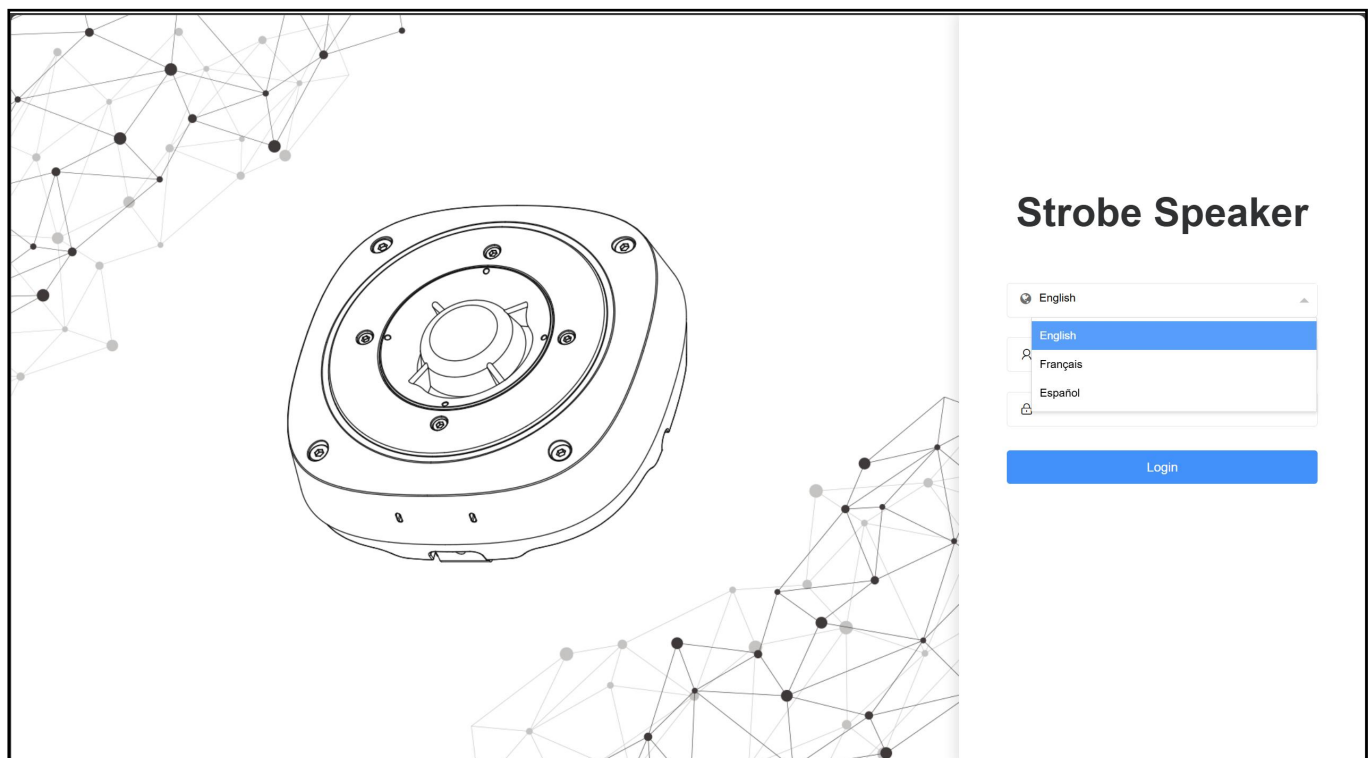 Strobe Speaker
English
English
Français
Español
Login